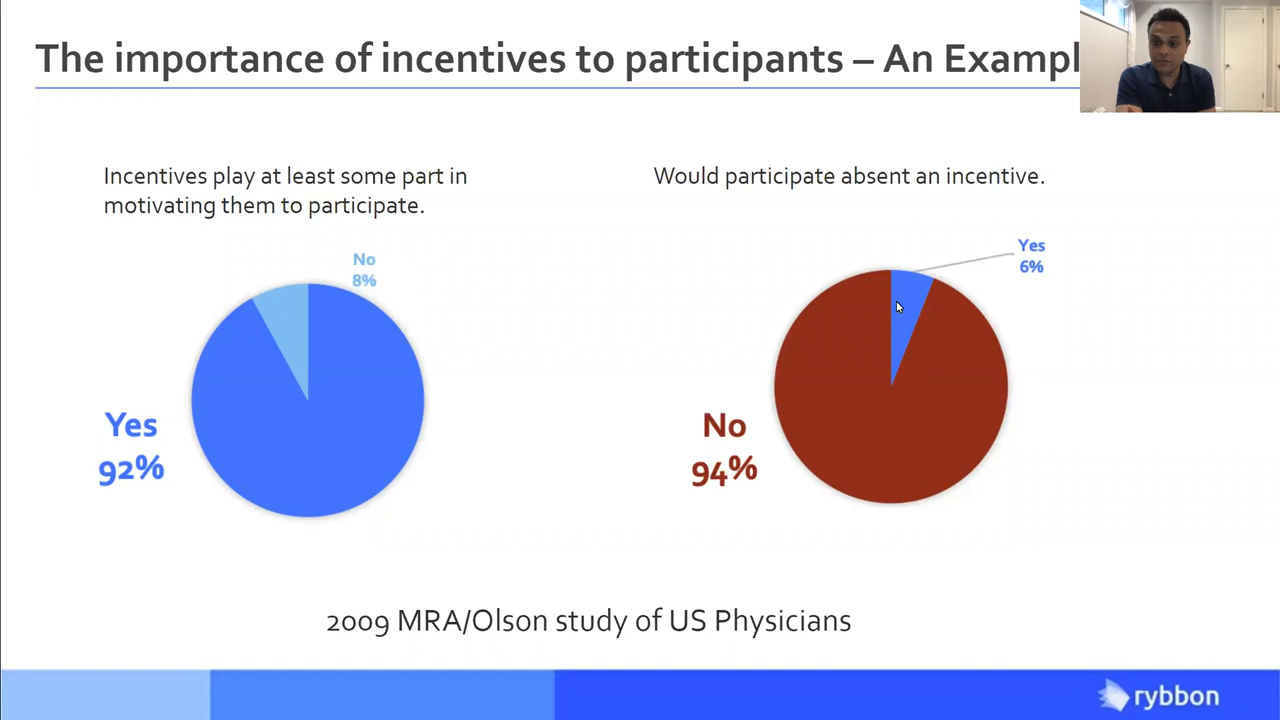 The importance of incentives to participants – An Exampl
Incentives play at least some part in
motivating them to participate.
Would participate absent an incentive.
No
8%
Yes
92%
Yes
6%
No
94%
2009 MRA/Olson study of US Physicians
rybbon